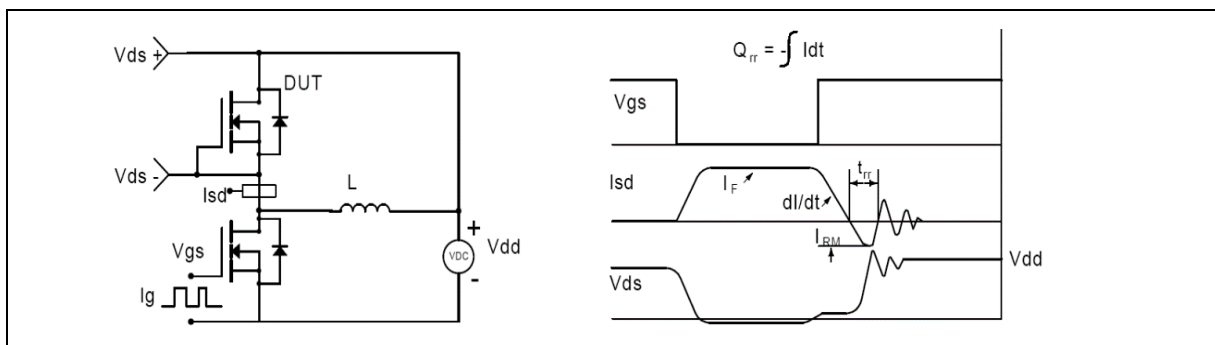 Vds +
DUT
Vds -
Isd
L
Vgs
+
VDC
Vdd
-
Ig
Q_rr = -∫ Idt
Vgs
Isd
I_F
dI/dt
t_rr
I_RM
Vds
Vdd